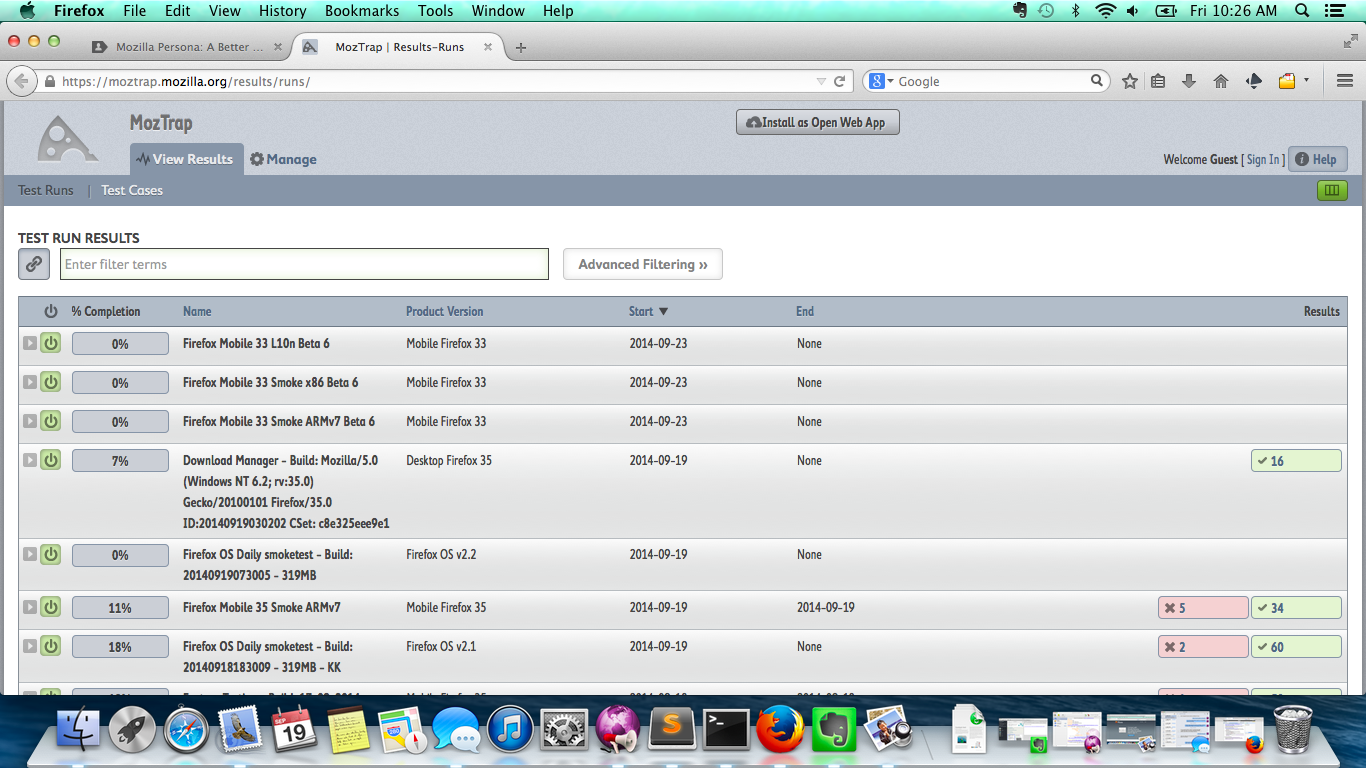 Firefox File Edit View History Bookmarks Tools Window Help Fri 10:26 AM
Mozilla Persona: A Better ... MozTrap | Results-Runs
https://moztrap.mozilla.org/results/runs/ Google
MozTrap
Install as Open Web App
View Results Manage
Welcome Guest [ Sign In ] Help
Test Runs | Test Cases
TEST RUN RESULTS
Enter filter terms Advanced Filtering »
% Completion Name Product Version Start ▼ End Results
0% Firefox Mobile 33 L10n Beta 6 Mobile Firefox 33 2014-09-23 None
0% Firefox Mobile 33 Smoke x86 Beta 6 Mobile Firefox 33 2014-09-23 None
0% Firefox Mobile 33 Smoke ARMv7 Beta 6 Mobile Firefox 33 2014-09-23 None
7% Download Manager - Build: Mozilla/5.0 Desktop Firefox 35 2014-09-19 None 16
(Windows NT 6.2; rv:35.0)
Gecko/20100101 Firefox/35.0
ID:20140919030202 CSet: c8e325eee9e1
0% Firefox OS Daily smoketest - Build: Firefox OS v2.2 2014-09-19 None
20140919073005 - 319MB
11% Firefox Mobile 35 Smoke ARMv7 Mobile Firefox 35 2014-09-19 2014-09-19 5 34
18% Firefox OS Daily smoketest - Build: Firefox OS v2.1 2014-09-19 None 2 60
20140918183009 - 319MB - KK
SEP
19